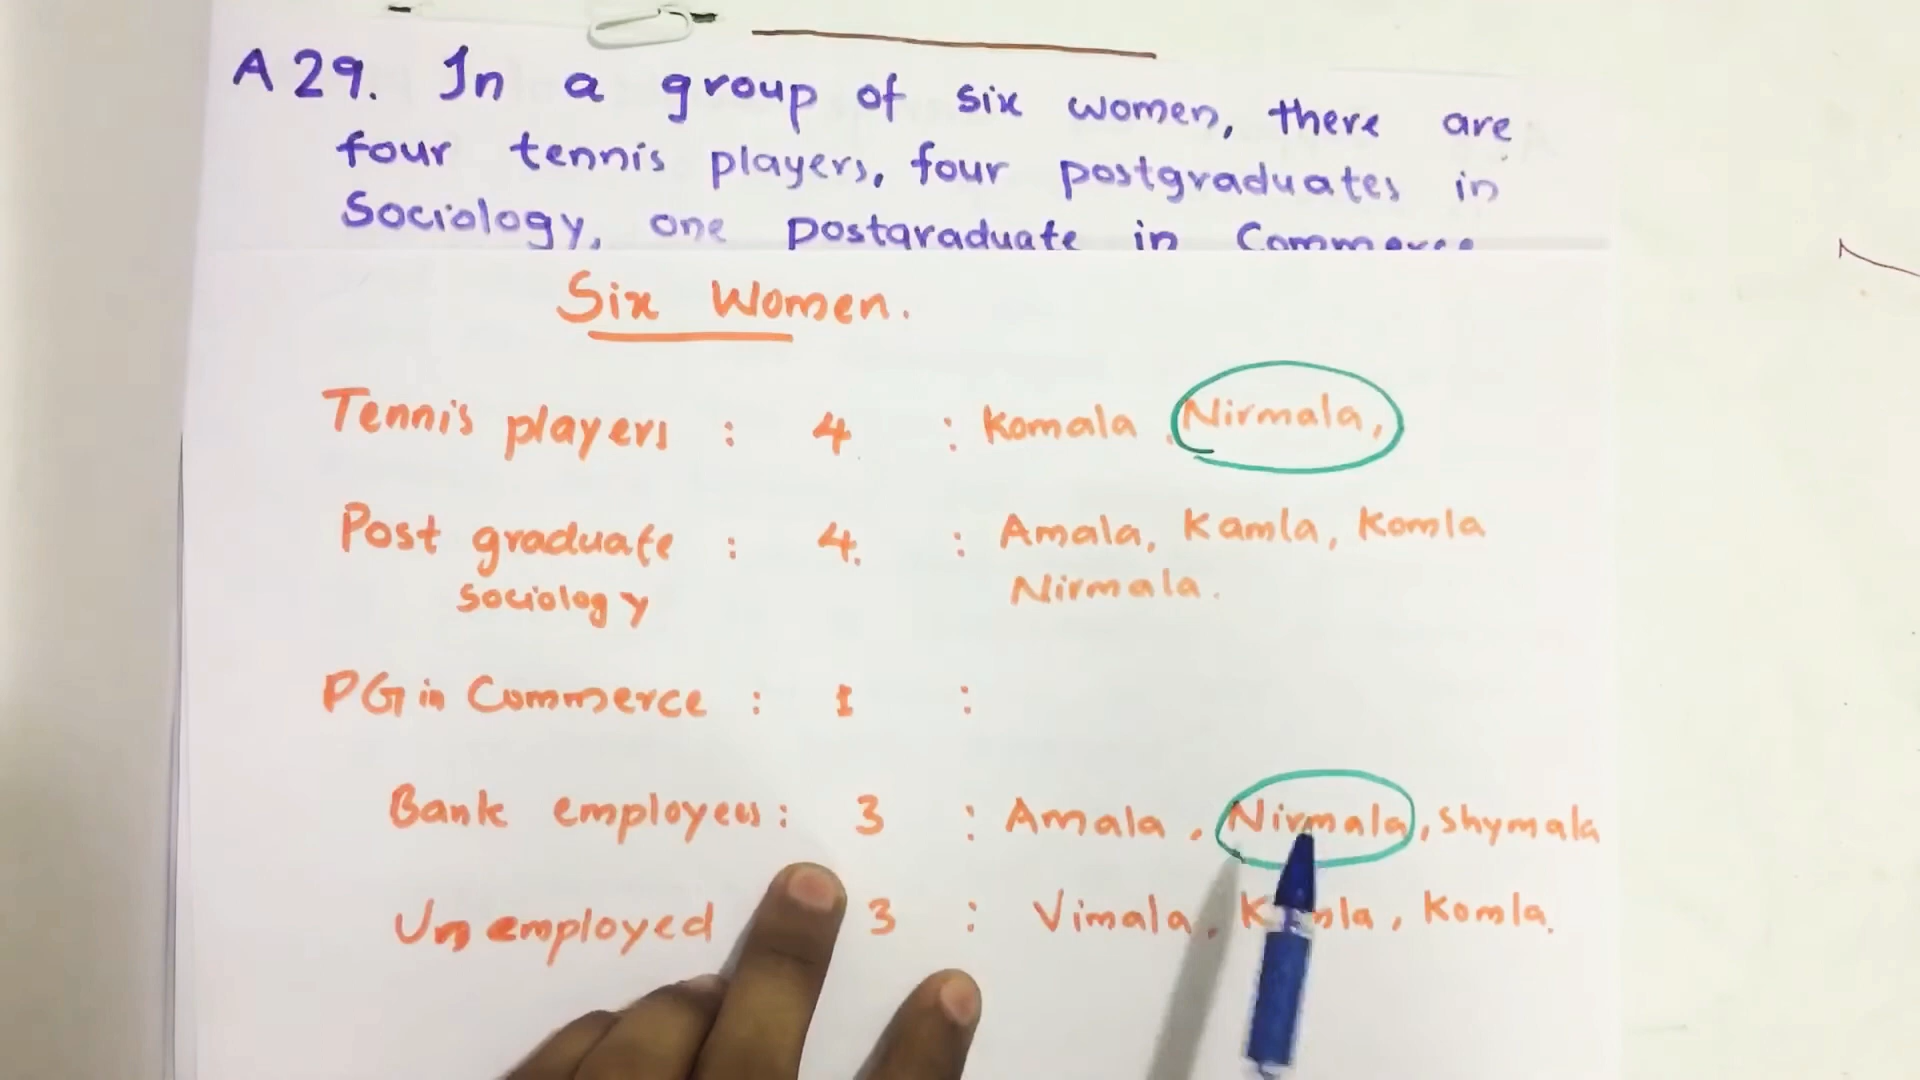 A29. In a group of six women, there are
four tennis players, four postgraduates in
Sociology, one postgraduate in Commerce
Six Women.
Tennis players : 4 : Komala, Nirmala,
Post graduate : 4. : Amala, Kamla, Komla
sociology Nirmala.
PG in Commerce : 1 :
Bank employees : 3 : Amala, Nirmala, Shymala
Unemployed 3 : Vimala, Kamla, Komla.